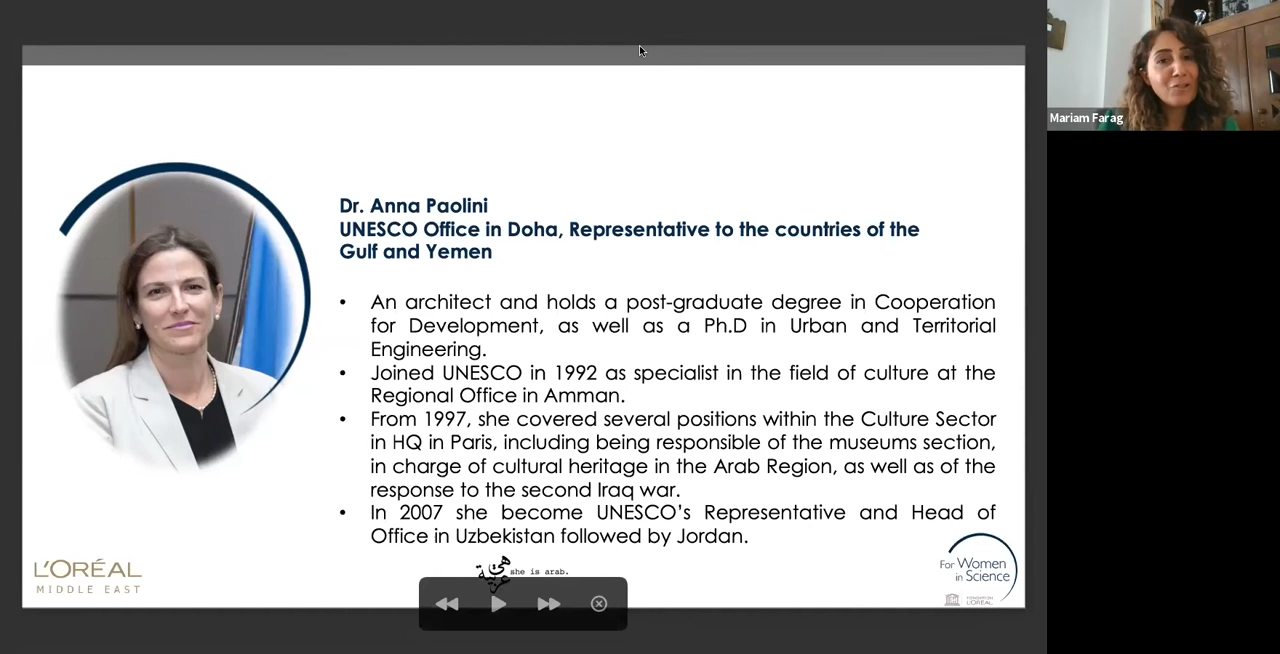 Mariam Farag
Dr. Anna Paolini
UNESCO Office in Doha, Representative to the countries of the
Gulf and Yemen
• An architect and holds a post-graduate degree in Cooperation
for Development, as well as a Ph.D in Urban and Territorial
Engineering.
• Joined UNESCO in 1992 as specialist in the field of culture at the
Regional Office in Amman.
• From 1997, she covered several positions within the Culture Sector
in HQ in Paris, including being responsible of the museums section,
in charge of cultural heritage in the Arab Region, as well as of the
response to the second Iraq war.
• In 2007 she become UNESCO’s Representative and Head of
Office in Uzbekistan followed by Jordan.
L'ORÉAL
MIDDLE EAST
هي عربية
she is arab.
For Women
in Science
FONDATION
L'ORÉAL